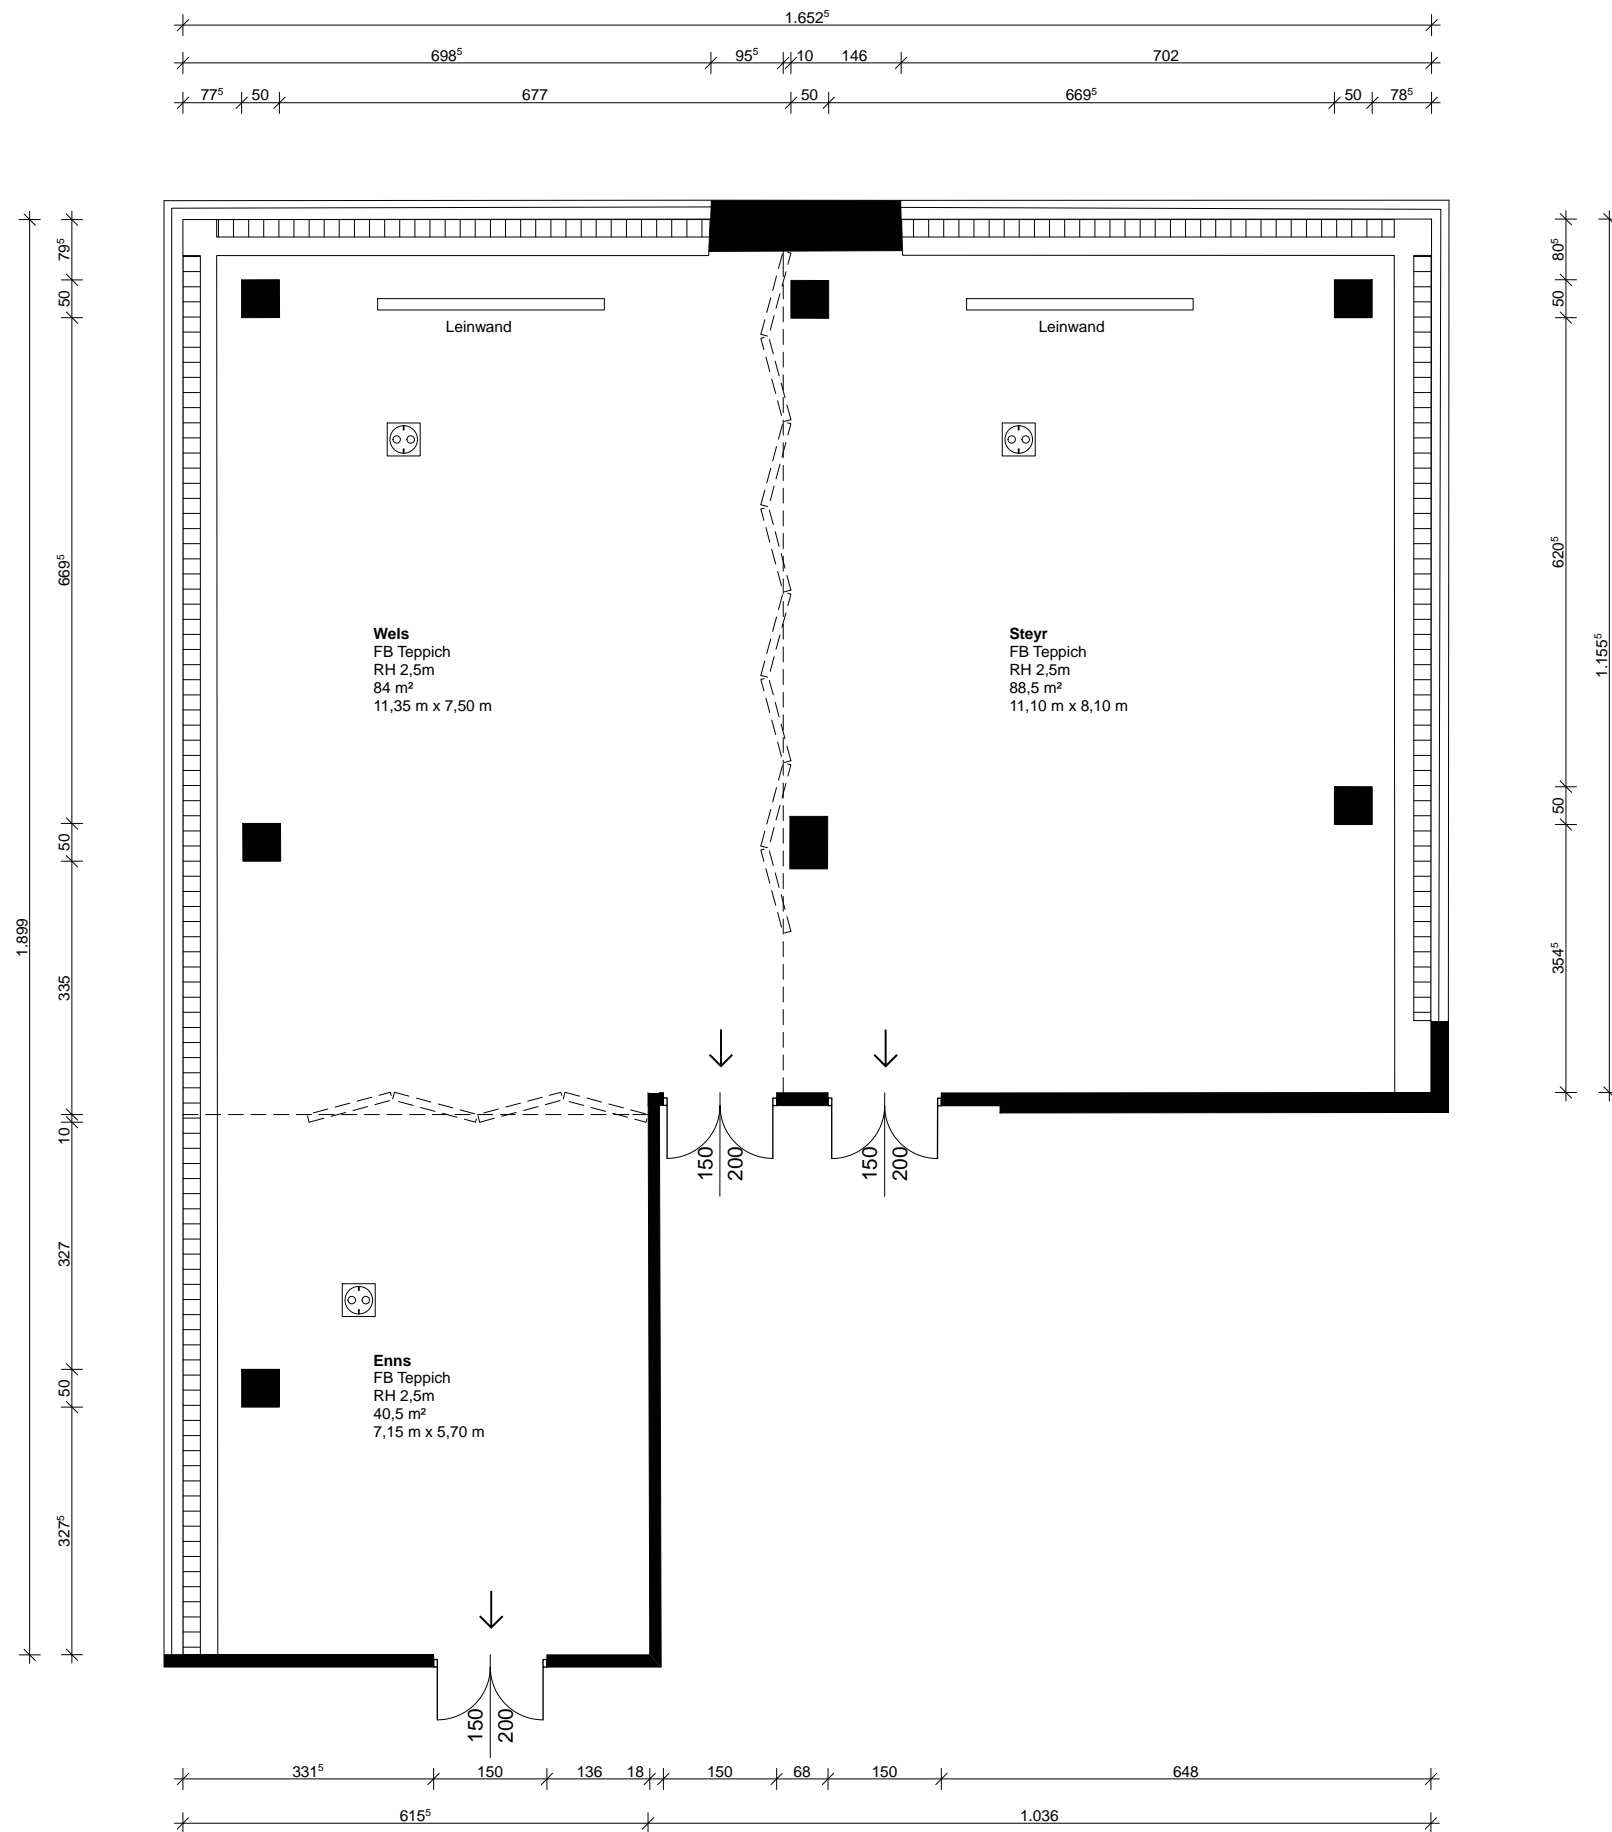 1.652⁵
698⁵ 95⁵ 10 146 702
77⁵ 50 677 50 669⁵ 50 78⁵
1.899
79⁵
50
669⁵
50
335
10
327
50
327⁵
80⁵
50
620⁵
50
354⁵
1.155⁵
Leinwand
Leinwand
Wels
FB Teppich
RH 2,5m
84 m²
11,35 m x 7,50 m
Steyr
FB Teppich
RH 2,5m
88,5 m²
11,10 m x 8,10 m
150
200
150
200
Enns
FB Teppich
RH 2,5m
40,5 m²
7,15 m x 5,70 m
150
200
331⁵ 150 136 18 150 68 150 648
615⁵ 1.036